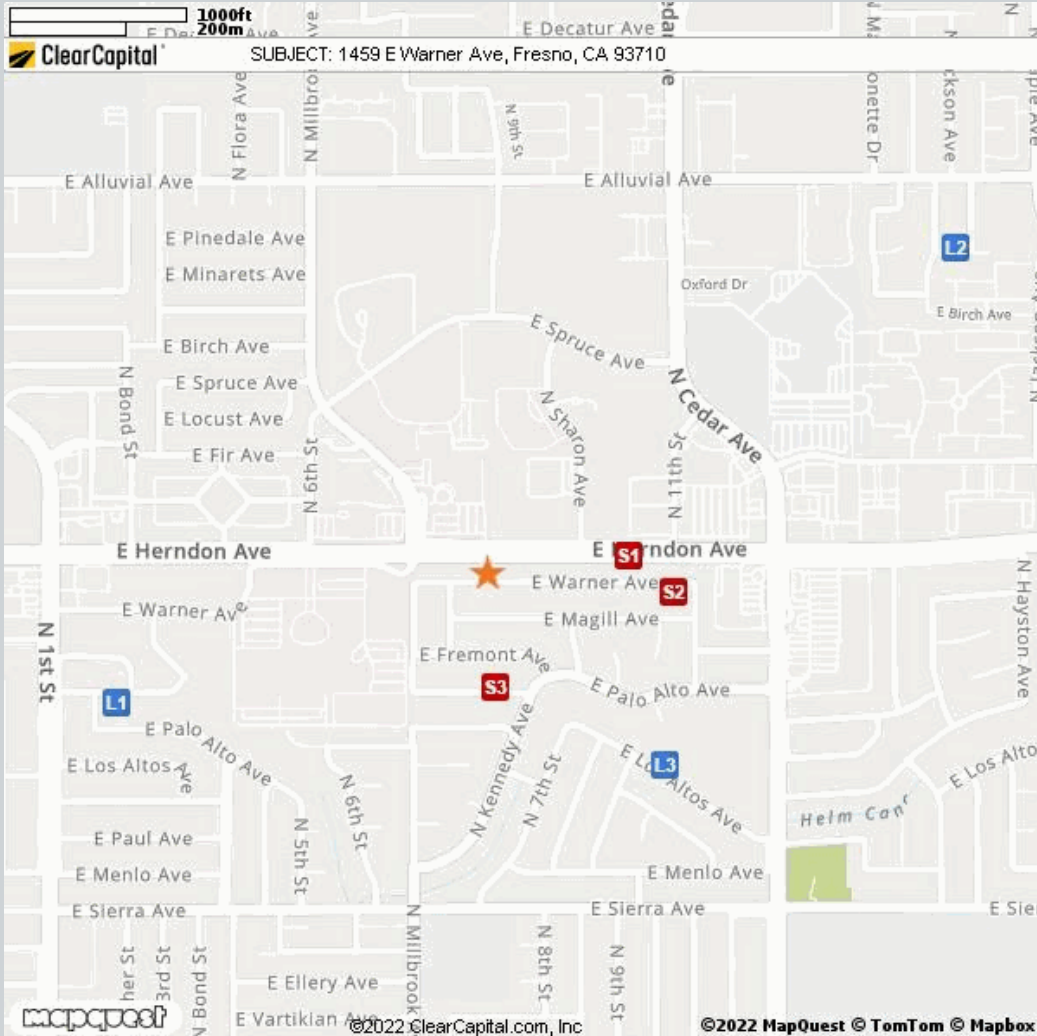 1000ft
200m
E Decatur Ave
ClearCapital
SUBJECT: 1459 E Warner Ave, Fresno, CA 93710
N Flora Ave
N Millbro
N 9th St
E Alluvial Ave
E Alluvial Ave
E Pinedale Ave
L2
E Minarets Ave
Oxford Dr
E Birch Ave
E Spruce Ave
E Birch Ave
N Bond St
E Spruce Ave
N Cedar Ave
E Locust Ave
N Sharon Ave
E Fir Ave
N 6th St
N 11th St
E Herndon Ave
E Herndon Ave
S1
E Warner Ave
S2
E Warner Ave
E Magill Ave
N Hayston Ave
N 1st St
E Fremont Ave
S3
E Palo Alto Ave
L1
E Palo Alto Ave
N Kennedy Ave
E Los Altos Ave
L3
E Los Altos Ave
E Los Alto
N 7th St
N 6th St
Helm Can
E Paul Ave
N 5th St
E Menlo Ave
E Menlo Ave
E Sierra Ave
E Sierra Ave
E Sie
N Millbrook
her St
3rd St
N Bond St
N 8th St
N 9th St
E Ellery Ave
E Vartikian Ave
mapquest
©2022 ClearCapital.com, Inc
©2022 MapQuest © TomTom © Mapbox